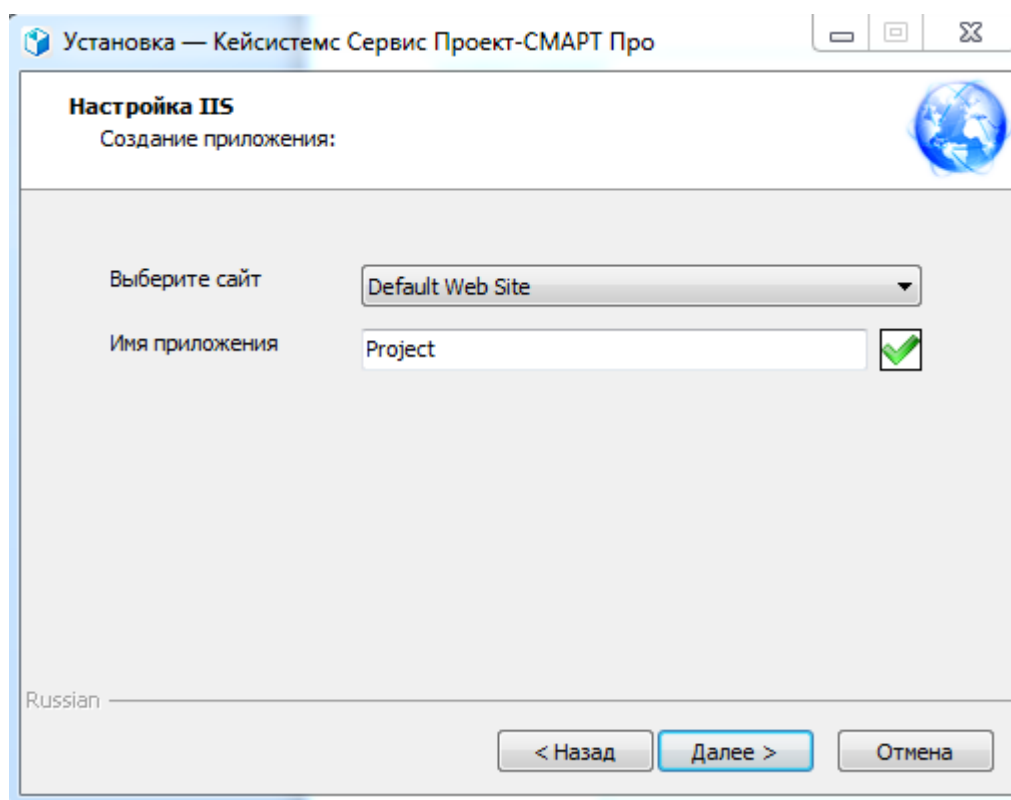 Установка — Кейсистемс Сервис Проект-СМАРТ Про
Настройка IIS
Создание приложения:
Выберите сайт
Default Web Site
Имя приложения
Project
Russian
< Назад
Далее >
Отмена